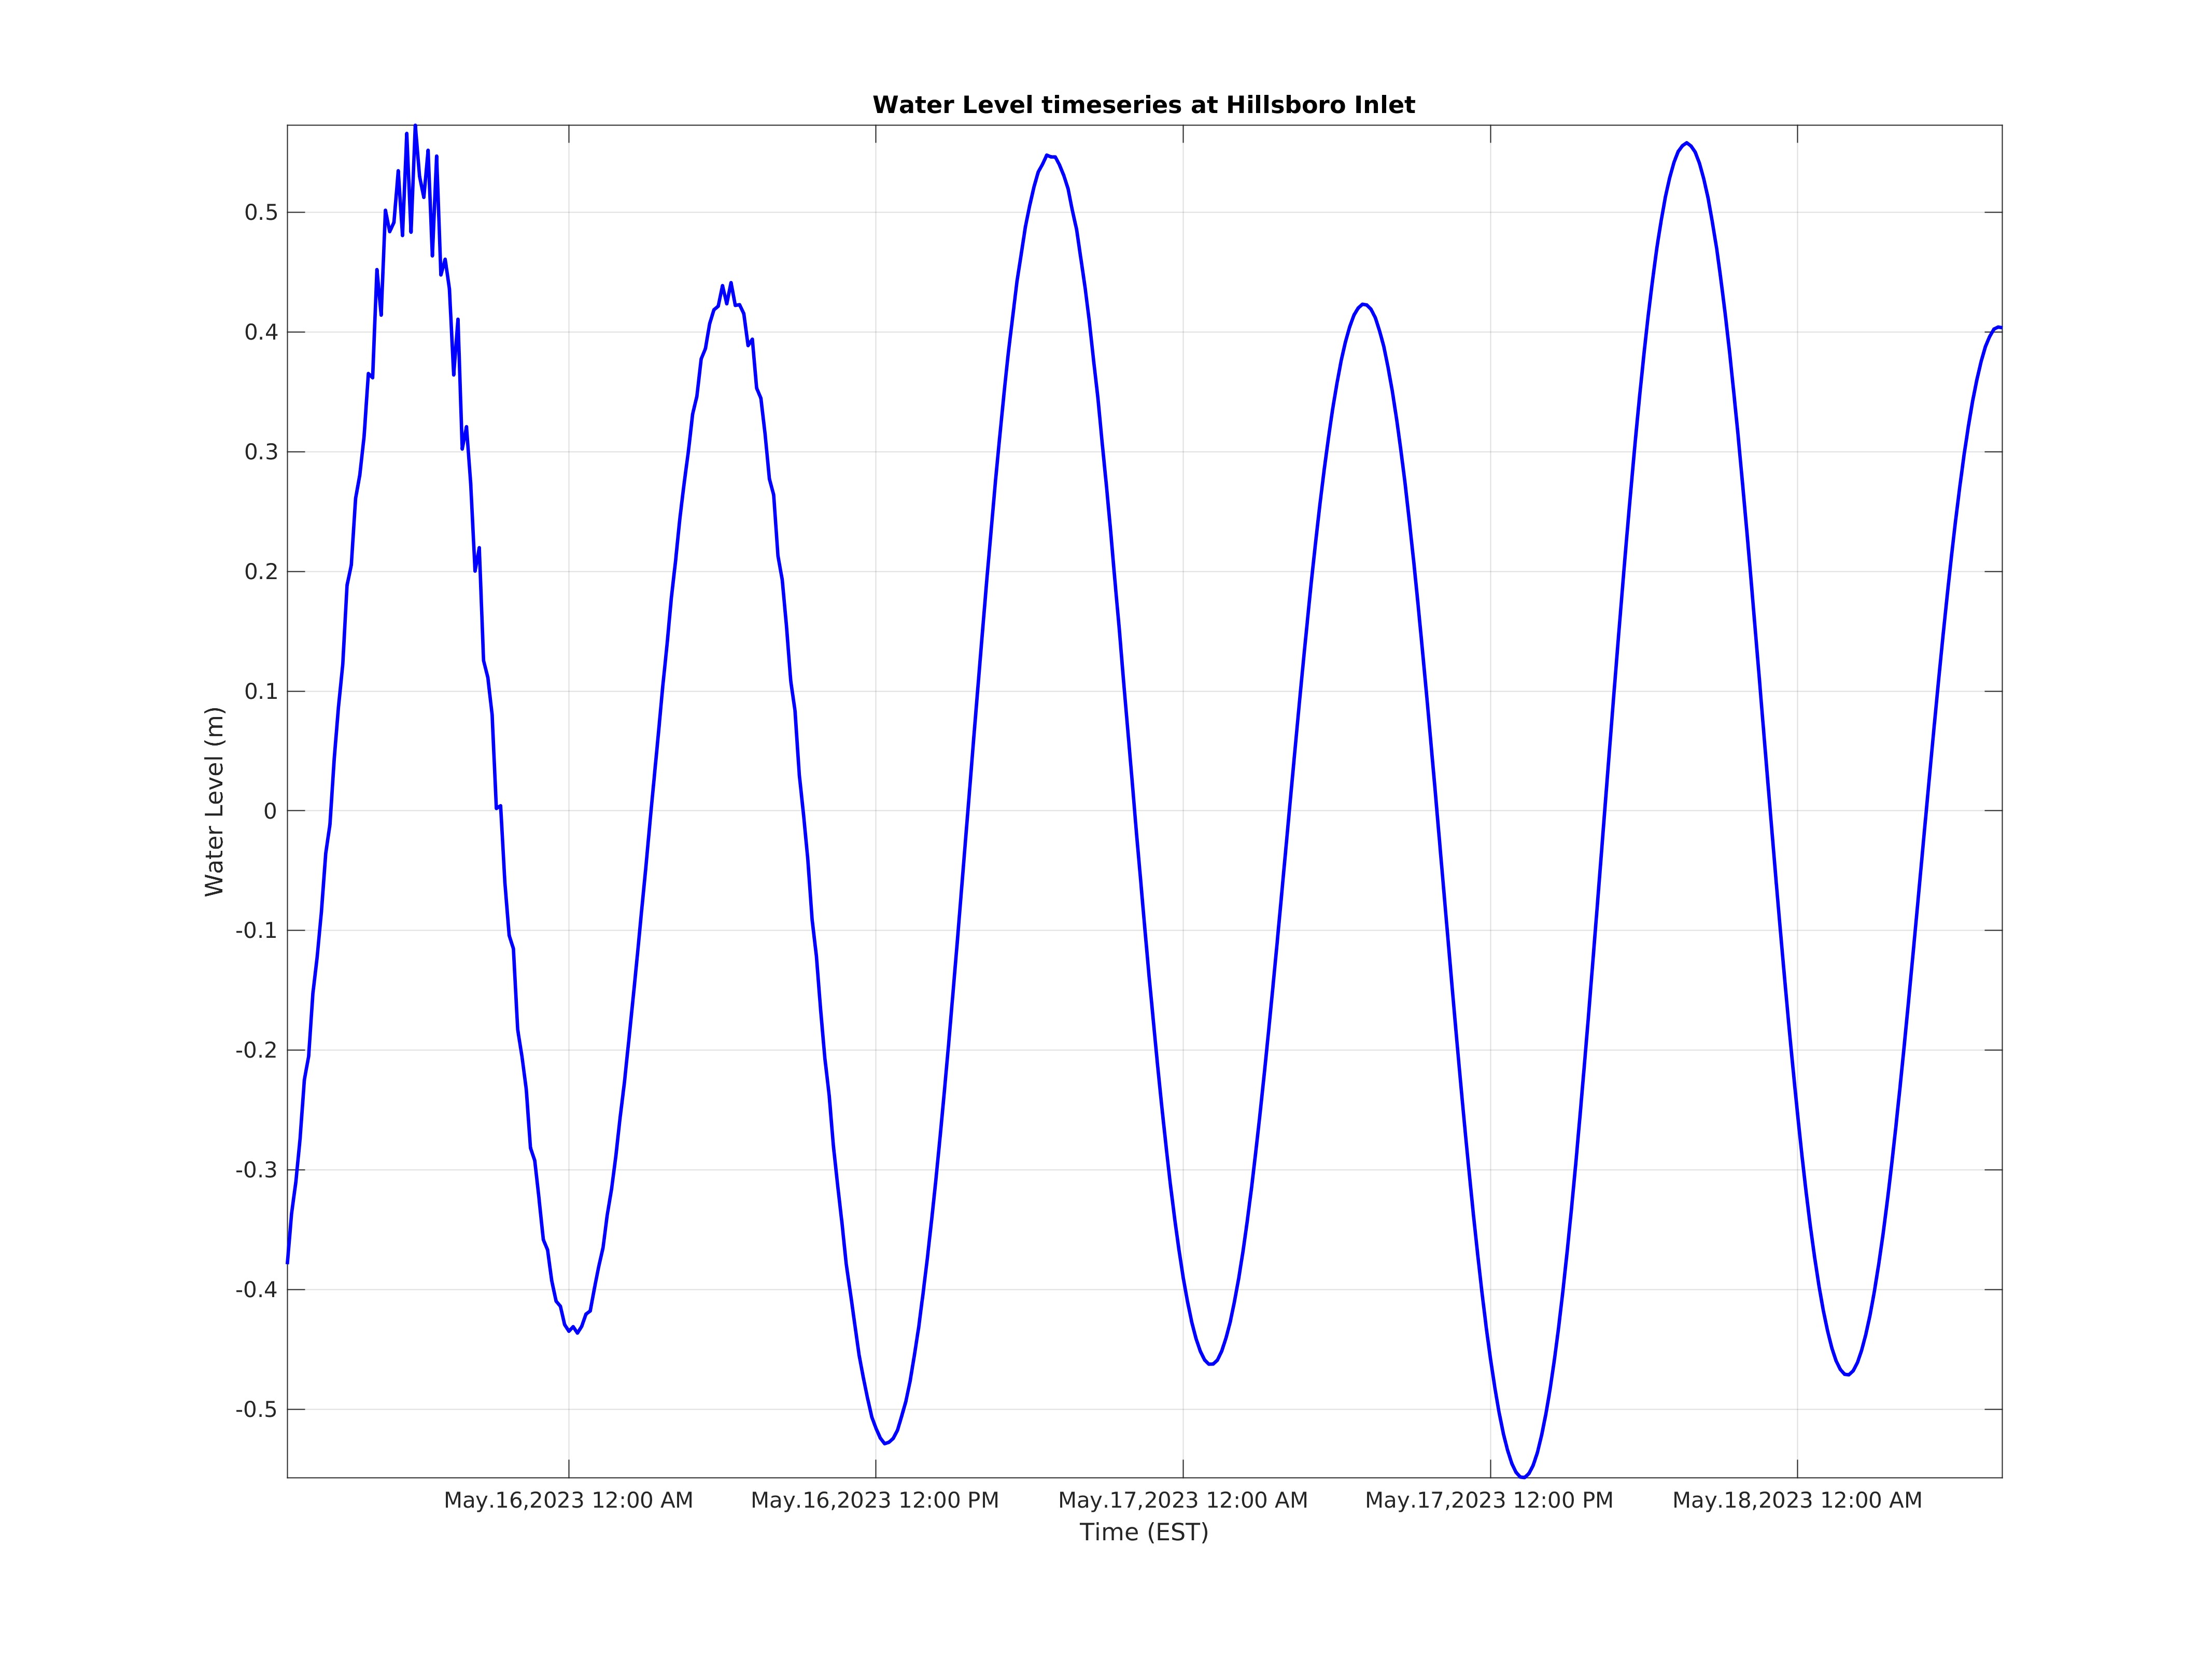 Water Level timeseries at Hillsboro Inlet
0.5
0.4
0.3
0.2
0.1
0
-0.1
-0.2
-0.3
-0.4
-0.5
Water Level (m)
May.16,2023 12:00 AM
May.16,2023 12:00 PM
May.17,2023 12:00 AM
May.17,2023 12:00 PM
May.18,2023 12:00 AM
Time (EST)